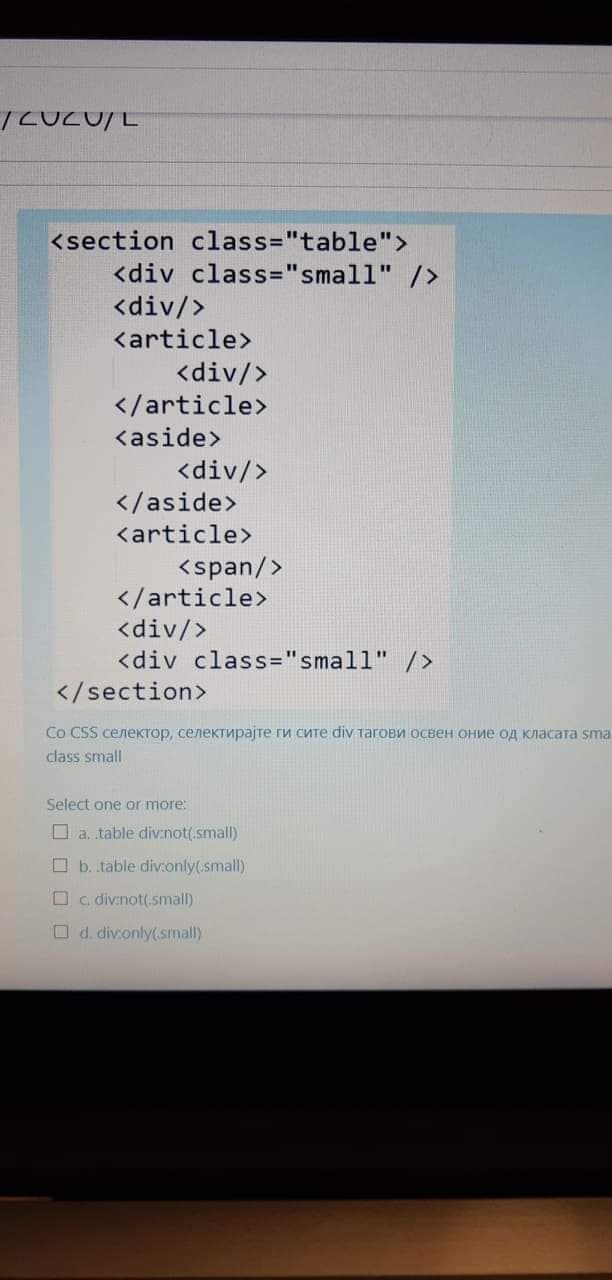 /2020/L
<section class="table">
<div class="small" />
<div/>
<article>
<div/>
</article>
<aside>
<div/>
</aside>
<article>
<span/>
</article>
<div/>
<div class="small" />
</section>
Со CSS селектор, селектирајте ги сите div тагови освен оние од класата sma
class small
Select one or more:
a. .table div:not(.small)
b. .table div:only(.small)
c. div:not(.small)
d. div:only(.small)